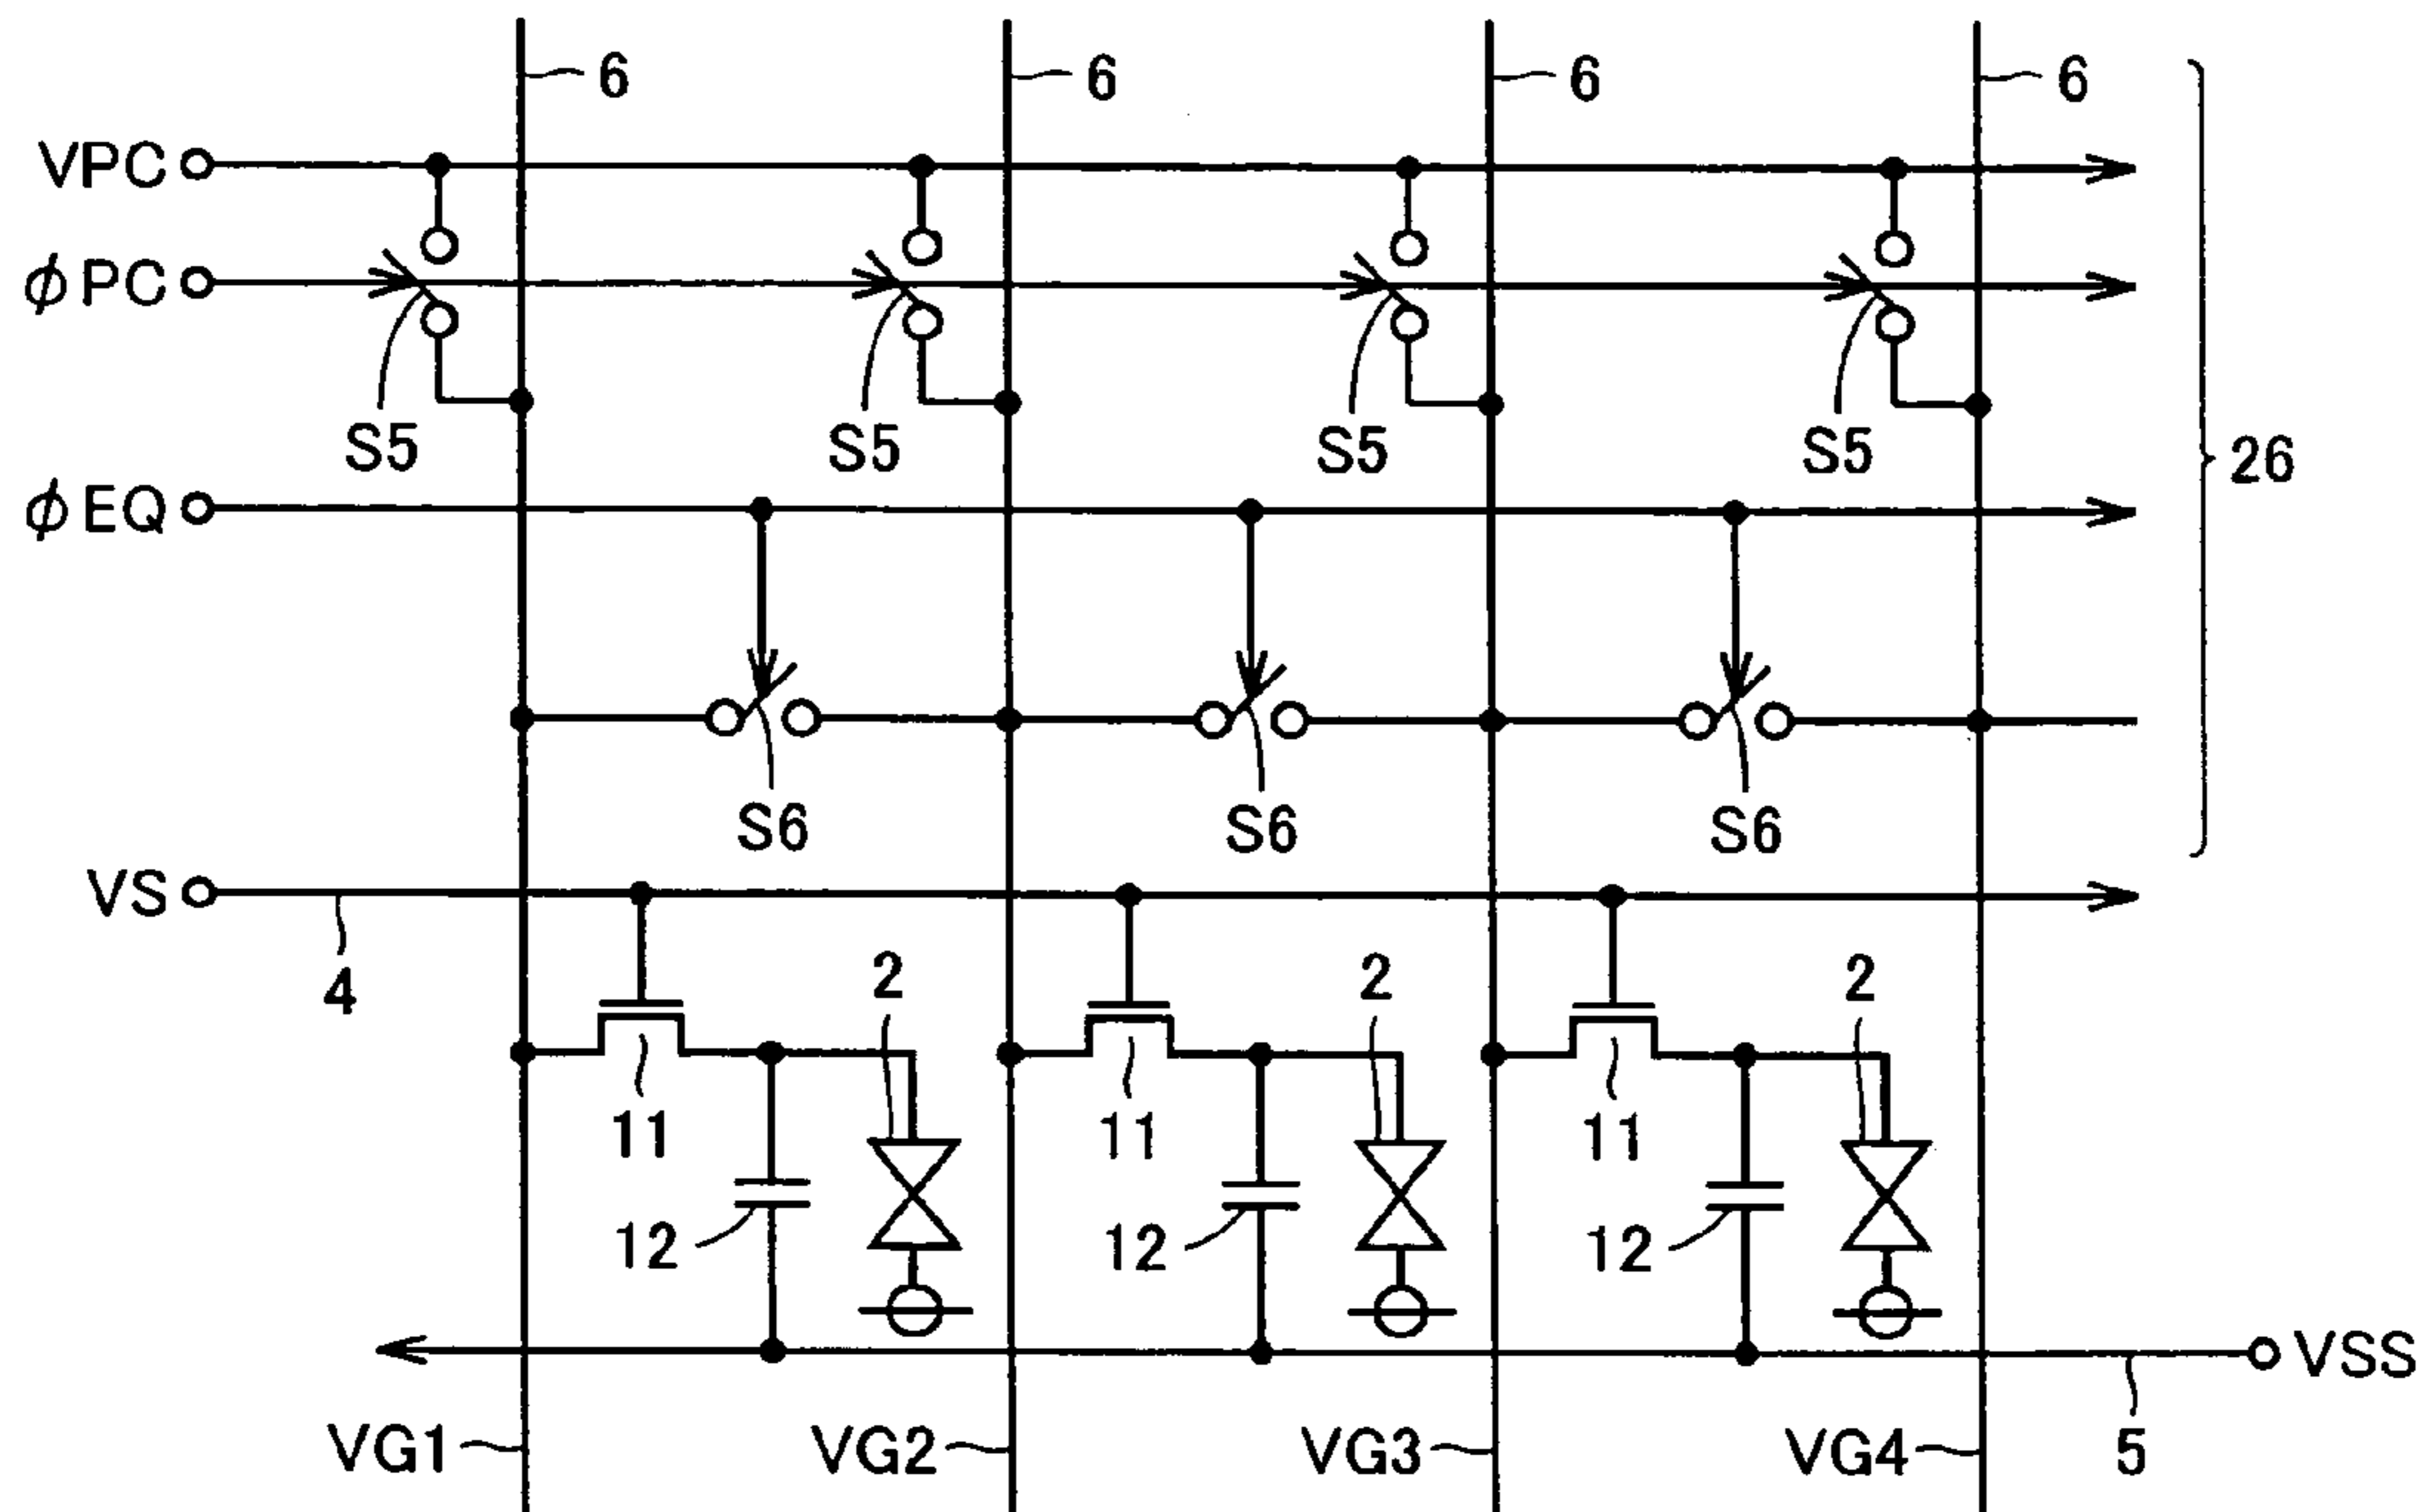 6 6 6 6
VPC
φPC
S5 S5 S5 S5
26
φEQ
S6 S6 S6
VS
4
2 2 2
11 11 11
12 12 12
VSS
VG1 VG2 VG3 VG4 5